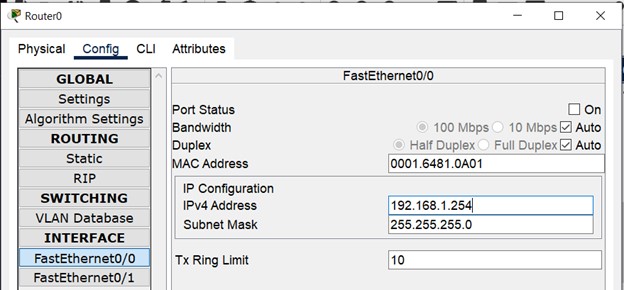 Router0
Physical Config CLI Attributes
GLOBAL
Settings
Algorithm Settings
ROUTING
Static
RIP
SWITCHING
VLAN Database
INTERFACE
FastEthernet0/0
FastEthernet0/1
FastEthernet0/0
Port Status On
Bandwidth 100 Mbps 10 Mbps Auto
Duplex Half Duplex Full Duplex Auto
MAC Address 0001.6481.0A01
IP Configuration
IPv4 Address 192.168.1.254
Subnet Mask 255.255.255.0
Tx Ring Limit 10